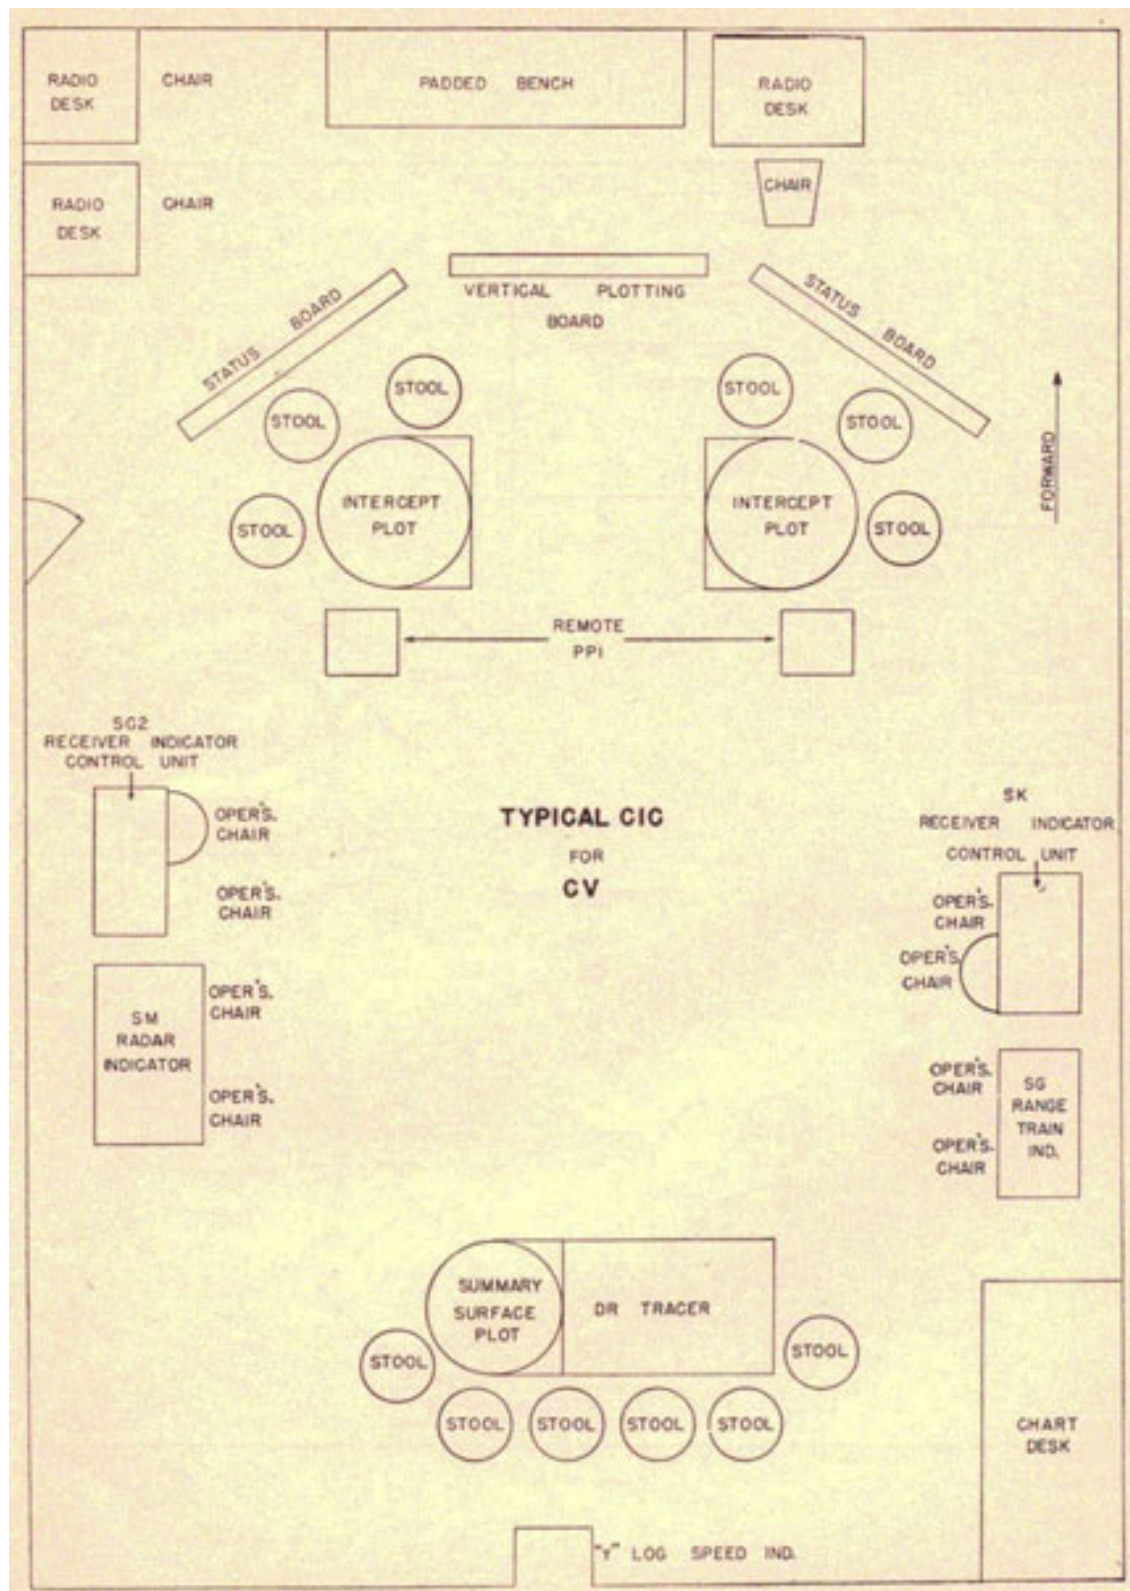 RADIO
DESK
CHAIR
PADDED BENCH
RADIO
DESK
CHAIR
RADIO
DESK
CHAIR
STATUS BOARD
VERTICAL PLOTTING
BOARD
STATUS BOARD
STOOL
STOOL
STOOL
INTERCEPT
PLOT
STOOL
STOOL
STOOL
INTERCEPT
PLOT
FORWARD
REMOTE
PPI
SC2
RECEIVER INDICATOR
CONTROL UNIT
OPER'S.
CHAIR
OPER'S.
CHAIR
TYPICAL CIC
FOR
CV
SK
RECEIVER INDICATOR
CONTROL UNIT
OPER'S.
CHAIR
OPER'S.
CHAIR
SM
RADAR
INDICATOR
OPER'S.
CHAIR
OPER'S.
CHAIR
OPER'S.
CHAIR
OPER'S.
CHAIR
SG
RANGE
TRAIN
IND.
SUMMARY
SURFACE
PLOT
DR TRACER
STOOL
STOOL
STOOL
STOOL
STOOL
STOOL
CHART
DESK
"Y" LOG SPEED IND.